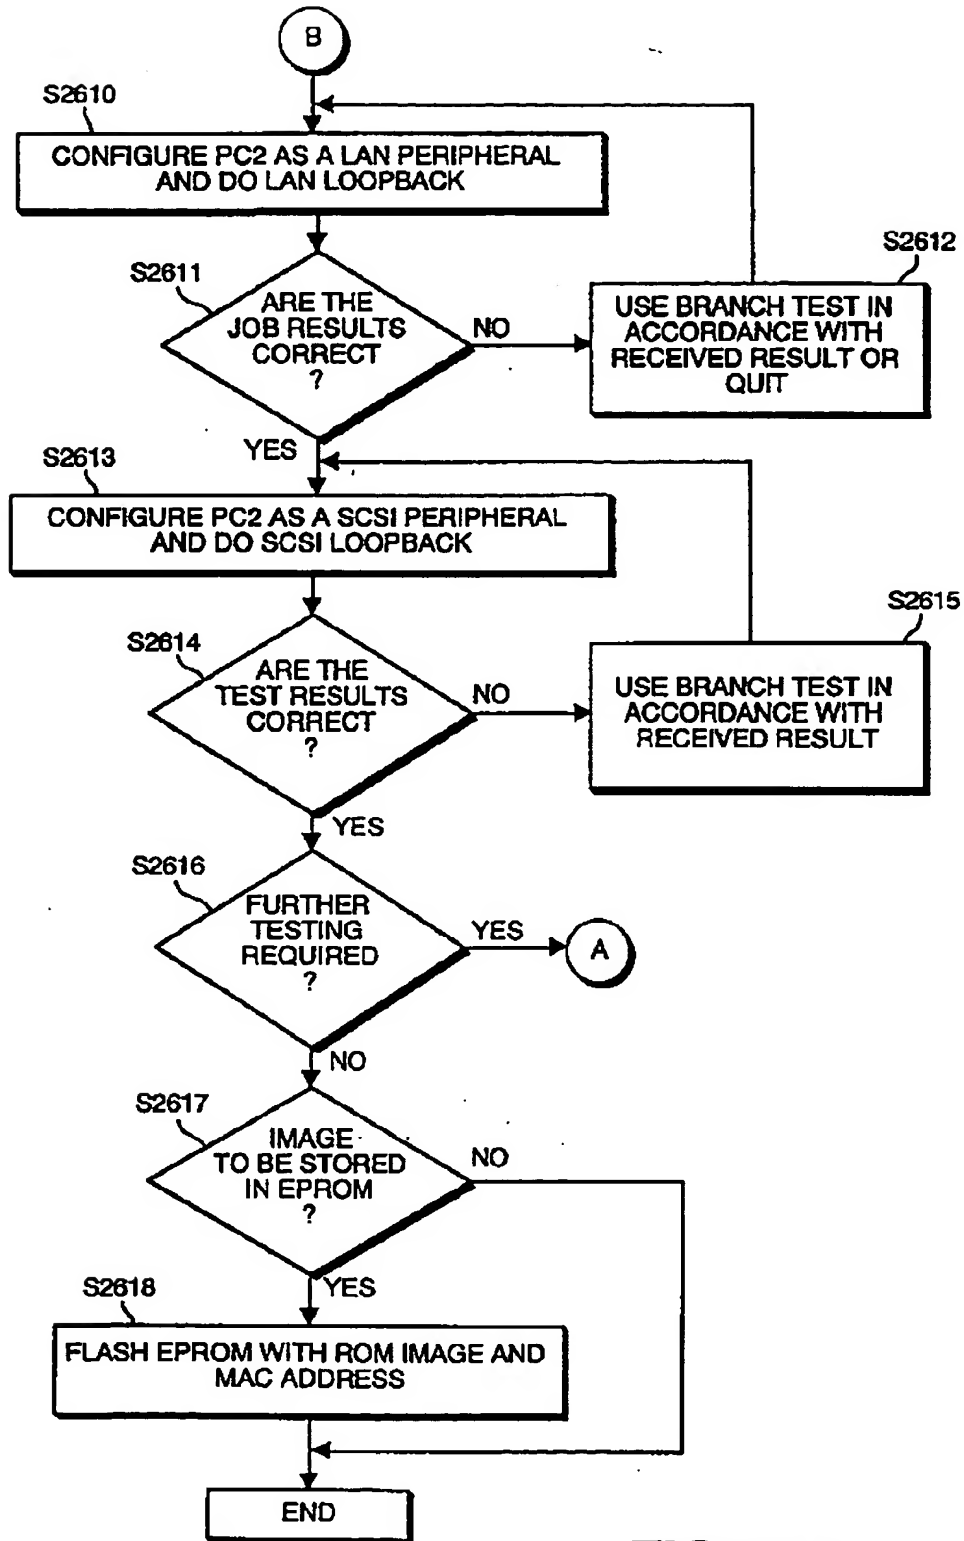 B
S2610
CONFIGURE PC2 AS A LAN PERIPHERAL
AND DO LAN LOOPBACK
S2611
ARE THE
JOB RESULTS
CORRECT
?
NO
S2612
USE BRANCH TEST IN
ACCORDANCE WITH
RECEIVED RESULT OR
QUIT
YES
S2613
CONFIGURE PC2 AS A SCSI PERIPHERAL
AND DO SCSI LOOPBACK
S2614
ARE THE
TEST RESULTS
CORRECT
?
NO
S2615
USE BRANCH TEST IN
ACCORDANCE WITH
RECEIVED RESULT
YES
S2616
FURTHER
TESTING
REQUIRED
?
YES
A
NO
S2617
IMAGE
TO BE STORED
IN EPROM
?
NO
YES
S2618
FLASH EPROM WITH ROM IMAGE AND
MAC ADDRESS
END